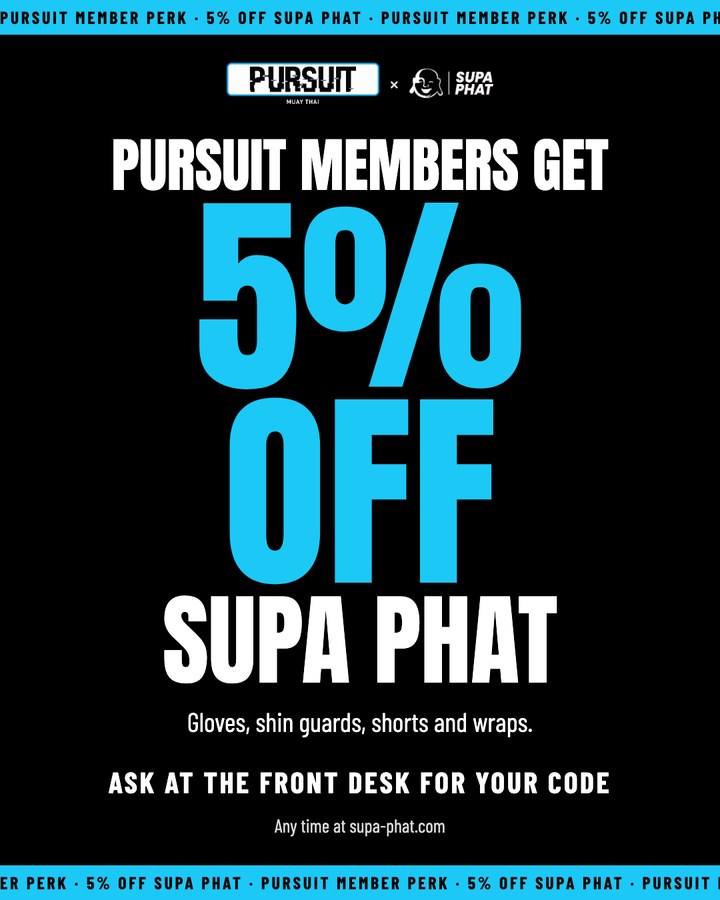 PURSUIT MEMBER PERK · 5% OFF SUPA PHAT · PURSUIT MEMBER PERK · 5% OFF SUPA PH
PURSUIT
MUAY THAI
×
SUPA
PHAT
PURSUIT MEMBERS GET
5%
OFF
SUPA PHAT
Gloves, shin guards, shorts and wraps.
ASK AT THE FRONT DESK FOR YOUR CODE
Any time at supa-phat.com
ER PERK · 5% OFF SUPA PHAT · PURSUIT MEMBER PERK · 5% OFF SUPA PHAT · PURSUIT